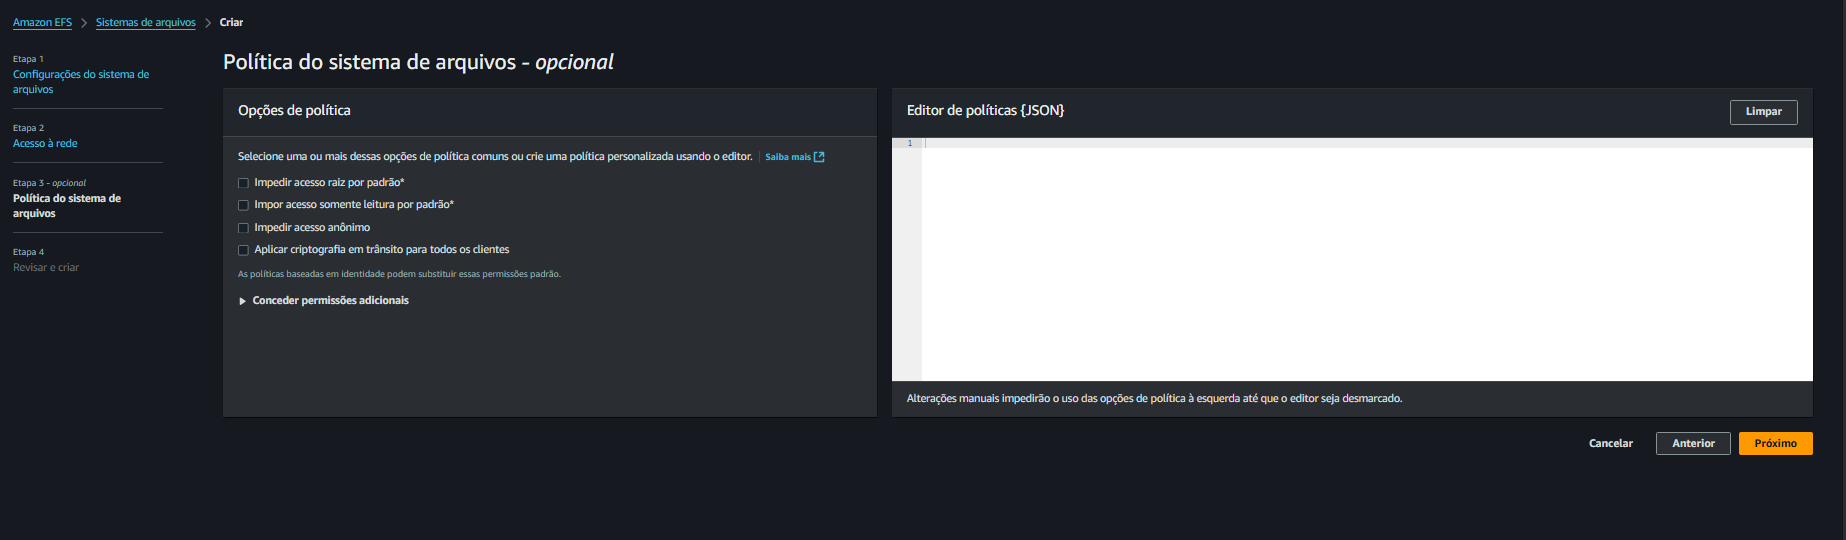 Amazon EFS > Sistemas de arquivos > Criar
Etapa 1
Configurações do sistema de
arquivos
Etapa 2
Acesso à rede
Etapa 3 - opcional
Política do sistema de
arquivos
Etapa 4
Revisar e criar
Política do sistema de arquivos - opcional
Opções de política
Selecione uma ou mais dessas opções de política comuns ou crie uma política personalizada usando o editor. | Saiba mais
Impedir acesso raiz por padrão*
Impor acesso somente leitura por padrão*
Impedir acesso anônimo
Aplicar criptografia em trânsito para todos os clientes
As políticas baseadas em identidade podem substituir essas permissões padrão.
Conceder permissões adicionais
Editor de políticas {JSON}
Limpar
1
Alterações manuais impedirão o uso das opções de política à esquerda até que o editor seja desmarcado.
Cancelar
Anterior
Próximo